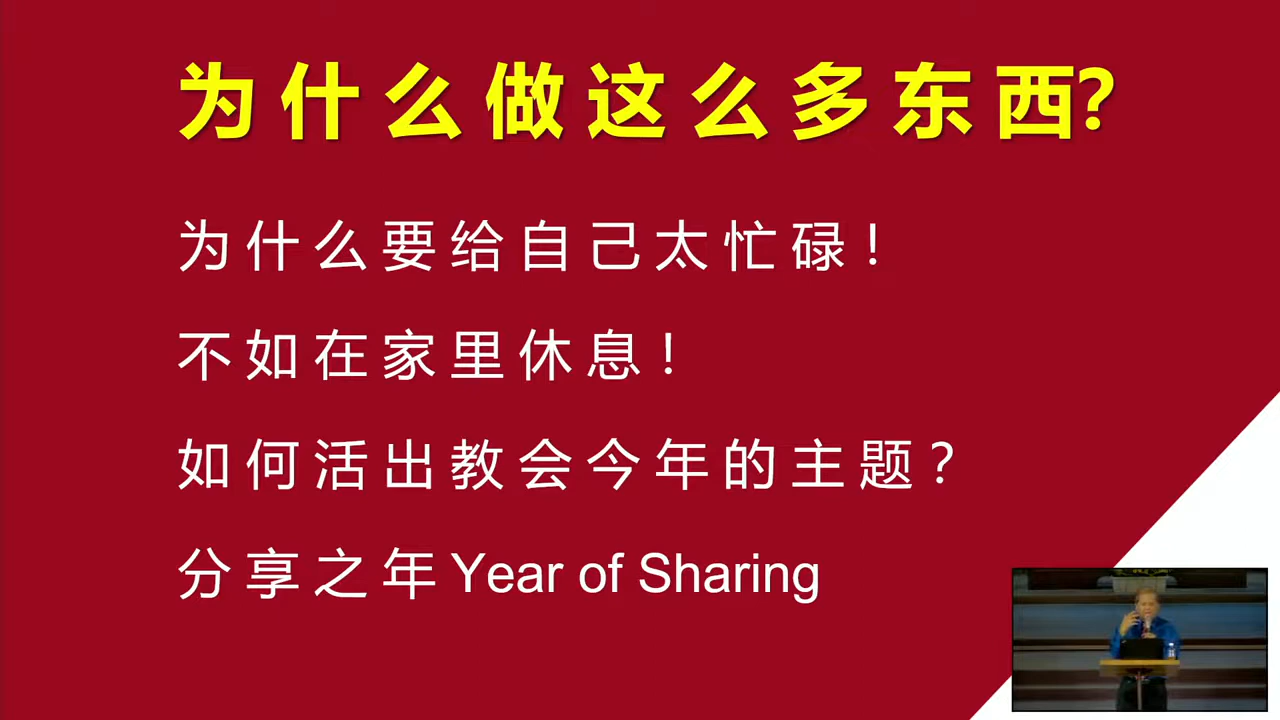 为什么做这么多东西?
为什么要给自己太忙碌！
不如在家里休息！
如何活出教会今年的主题？
分享之年 Year of Sharing